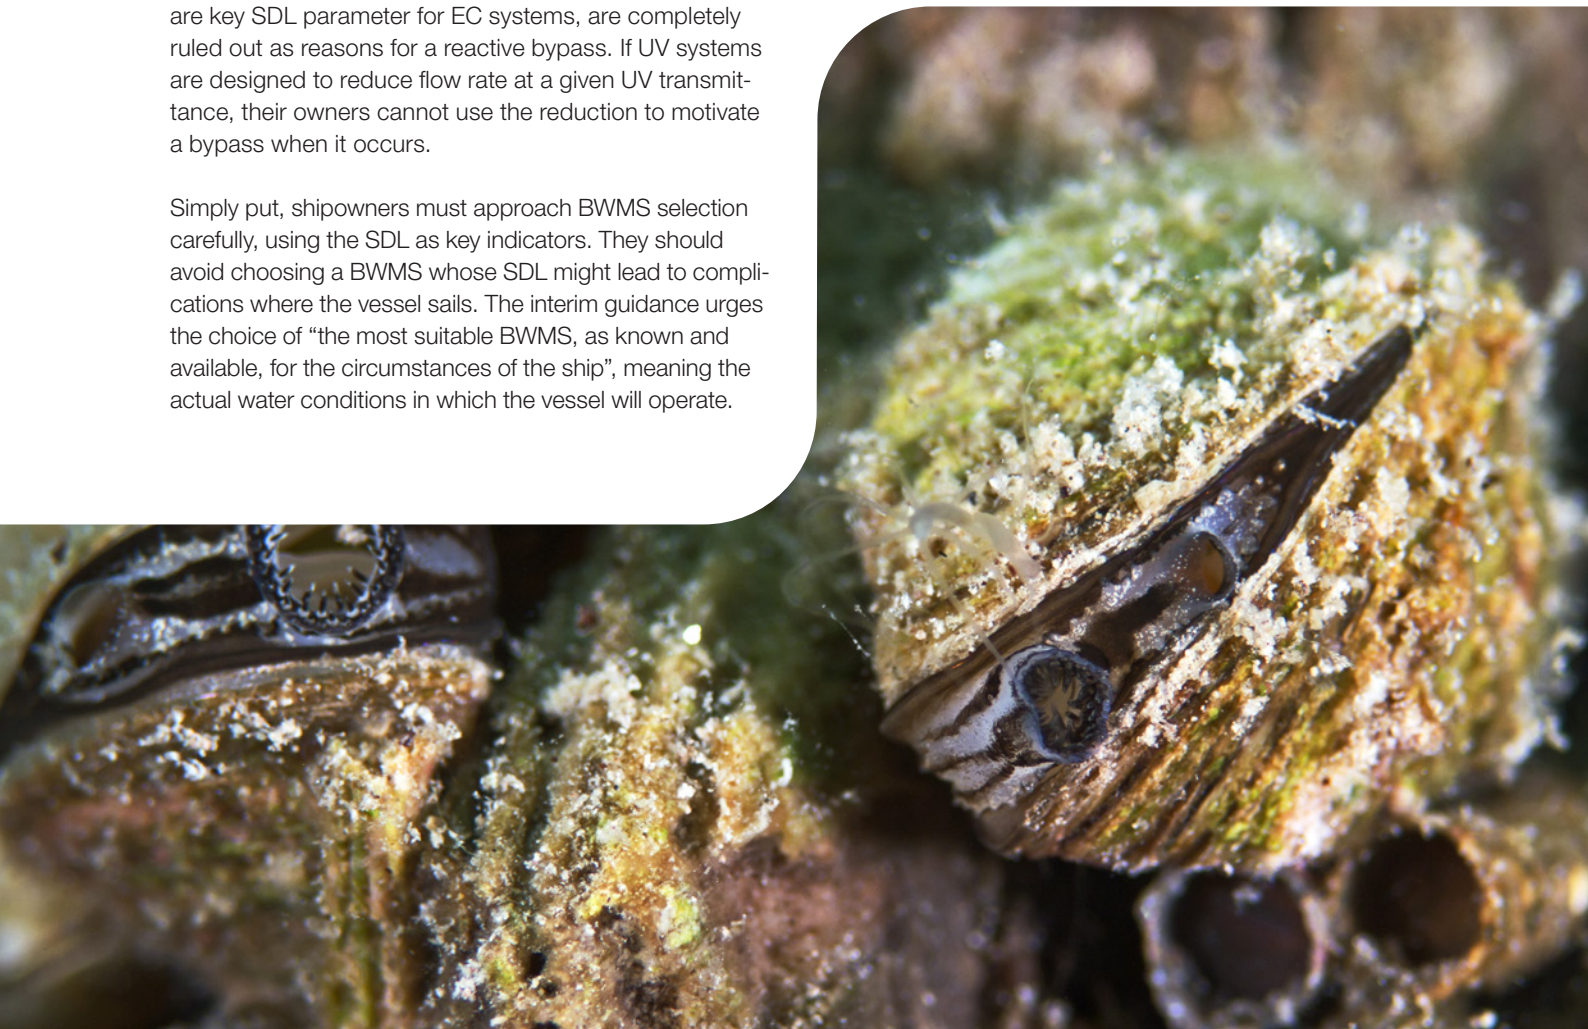 are key SDL parameter for EC systems, are completely
ruled out as reasons for a reactive bypass. If UV systems
are designed to reduce flow rate at a given UV transmit-
tance, their owners cannot use the reduction to motivate
a bypass when it occurs.
Simply put, shipowners must approach BWMS selection
carefully, using the SDL as key indicators. They should
avoid choosing a BWMS whose SDL might lead to compli-
cations where the vessel sails. The interim guidance urges
the choice of “the most suitable BWMS, as known and
available, for the circumstances of the ship”, meaning the
actual water conditions in which the vessel will operate.